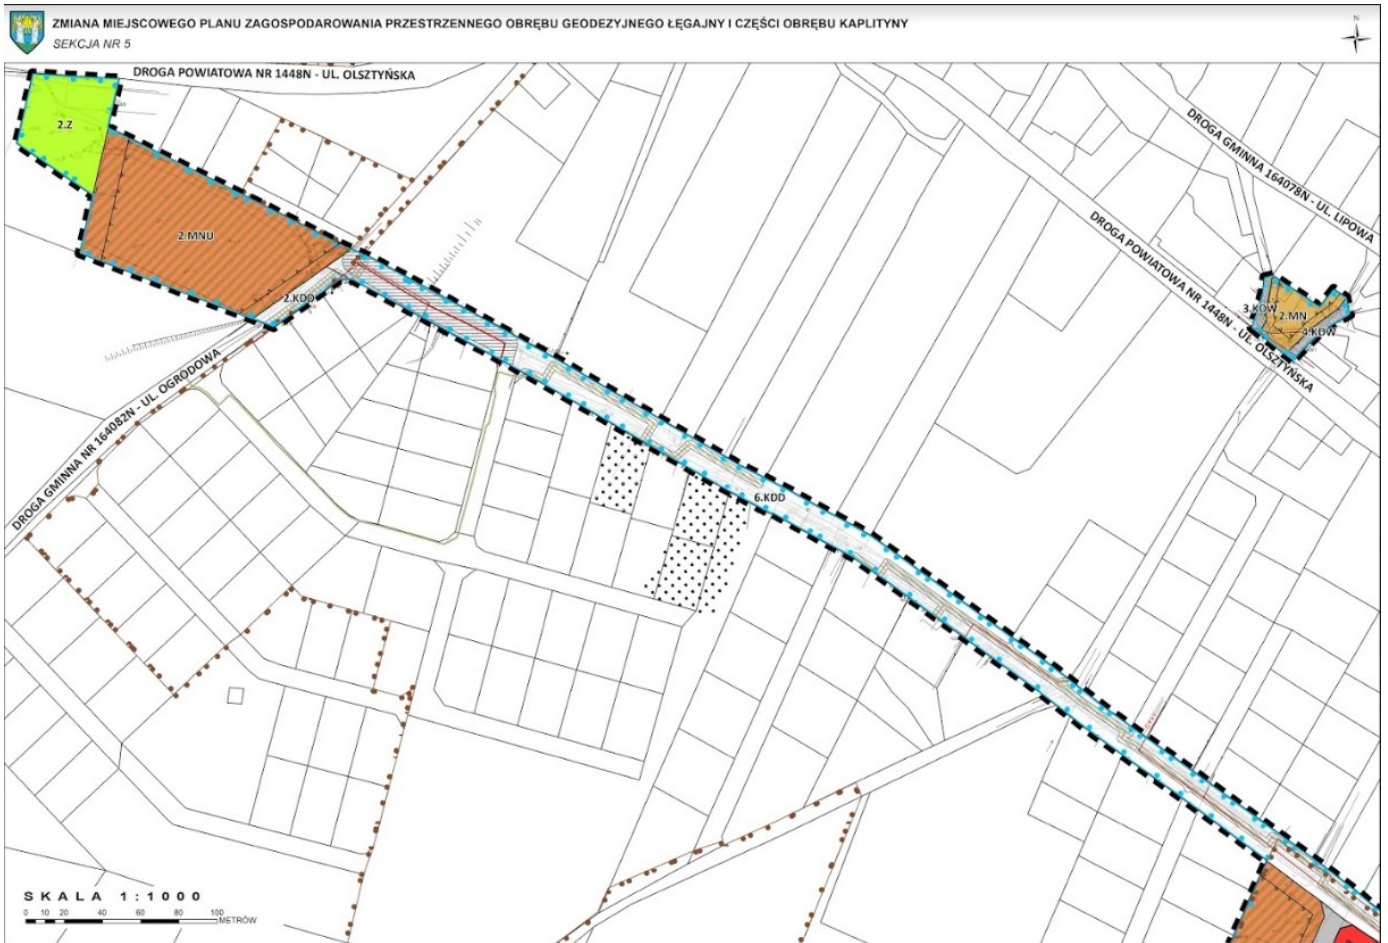 ZMIANA MIEJSCOWEGO PLANU ZAGOSPODAROWANIA PRZESTRZENNEGO OBRĘBU GEODEZYJNEGO ŁĘGAJNY I CZĘŚCI OBRĘBU KAPLITYNY
SEKCJA NR 5
N
DROGA POWIATOWA NR 1448N - UL. OLSZTYŃSKA
2.Z
DROGA GMINNA 164078N - UL. LIPOWA
2.MNU
DROGA POWIATOWA NR 1448N - UL. OLSZTYŃSKA
2.KDD
3.KDW
2.MN
4.KDW
DROGA GMINNA NR 164082N - UL. OGRODOWA
6.KDD
SKALA 1:1000
0 10 20 40 60 80 100
METRÓW